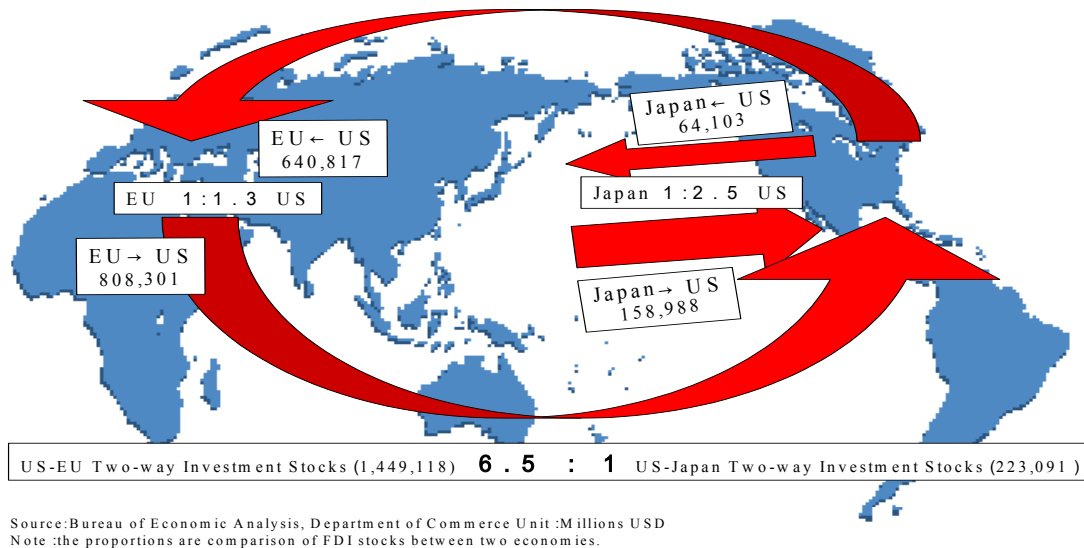 Japan← US
64,103
EU← US
640,817
EU 1:1.3 US
Japan 1:2.5 US
EU→ US
808,301
Japan→ US
158,988
US-EU Two-way Investment Stocks (1,449,118) 6.5 : 1 US-Japan Two-way Investment Stocks (223,091)
Source:Bureau of Economic Analysis, Department of Commerce Unit :Millions USD
Note :the proportions are comparison of FDI stocks between two economies.